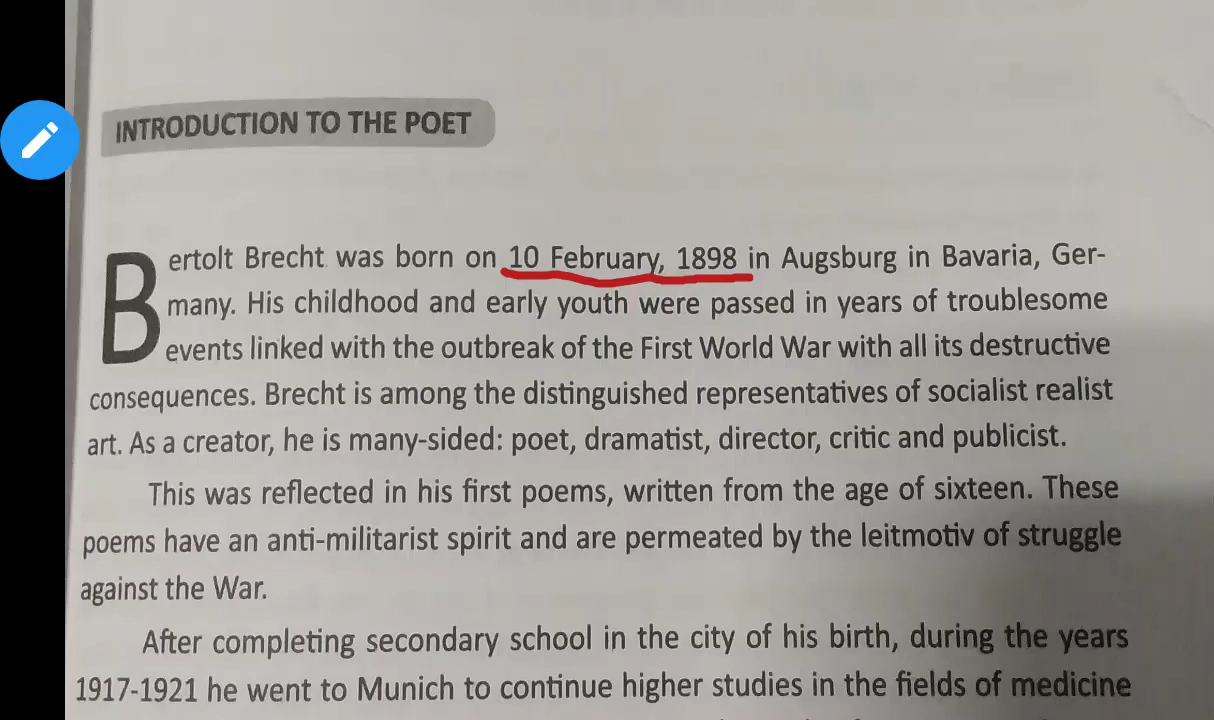 INTRODUCTION TO THE POET
Bertolt Brecht was born on 10 February, 1898 in Augsburg in Bavaria, Ger-
many. His childhood and early youth were passed in years of troublesome
events linked with the outbreak of the First World War with all its destructive
consequences. Brecht is among the distinguished representatives of socialist realist
art. As a creator, he is many-sided: poet, dramatist, director, critic and publicist.
This was reflected in his first poems, written from the age of sixteen. These
poems have an anti-militarist spirit and are permeated by the leitmotiv of struggle
against the War.
After completing secondary school in the city of his birth, during the years
1917-1921 he went to Munich to continue higher studies in the fields of medicine